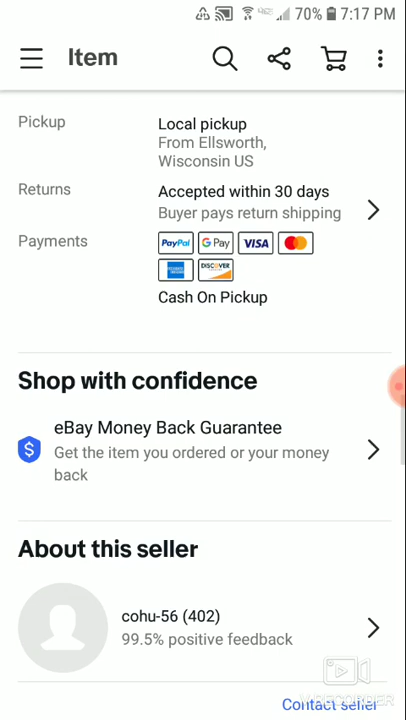 70% 7:17 PM
Item
Pickup
Local pickup
From Ellsworth,
Wisconsin US
Returns
Accepted within 30 days
Buyer pays return shipping
Payments
PayPal G Pay VISA
DISCOVER
Cash On Pickup
Shop with confidence
eBay Money Back Guarantee
Get the item you ordered or your money
back
About this seller
cohu-56 (402)
99.5% positive feedback
Contact seller